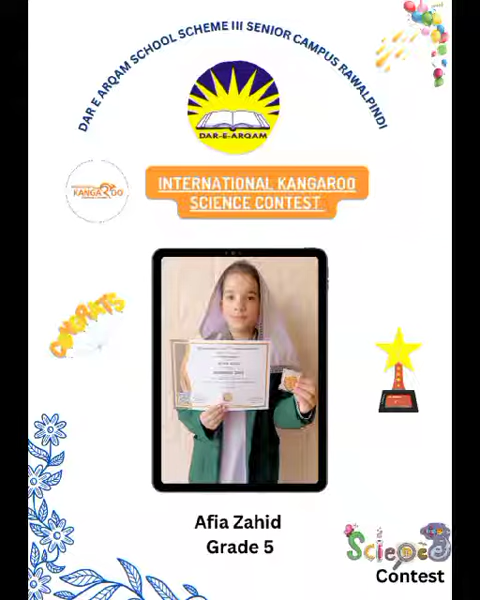 DAR E ARQAM SCHOOL SCHEME III SENIOR CAMPUS RAWALPINDI
DAR-E-ARQAM
KANGAROO
INTERNATIONAL KANGAROO
SCIENCE CONTEST
CONGRATS
Afia Zahid
Grade 5
Science
Contest